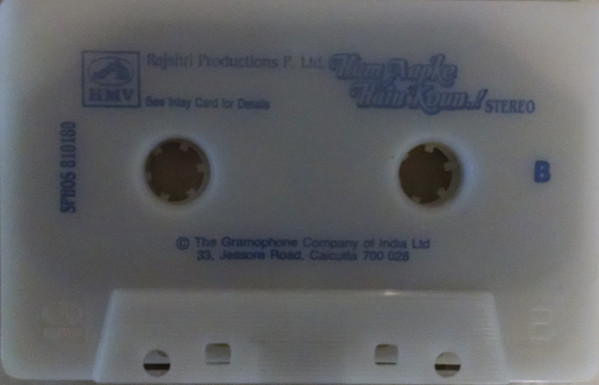 Rajshri Productions P. Ltd.
Hum Aapke
Hain Koun..!
STEREO
HMV
See Inlay Card for Details
SPHOS 810180
B
© The Gramophone Company of India Ltd
33, Jessore Road, Calcutta 700 028